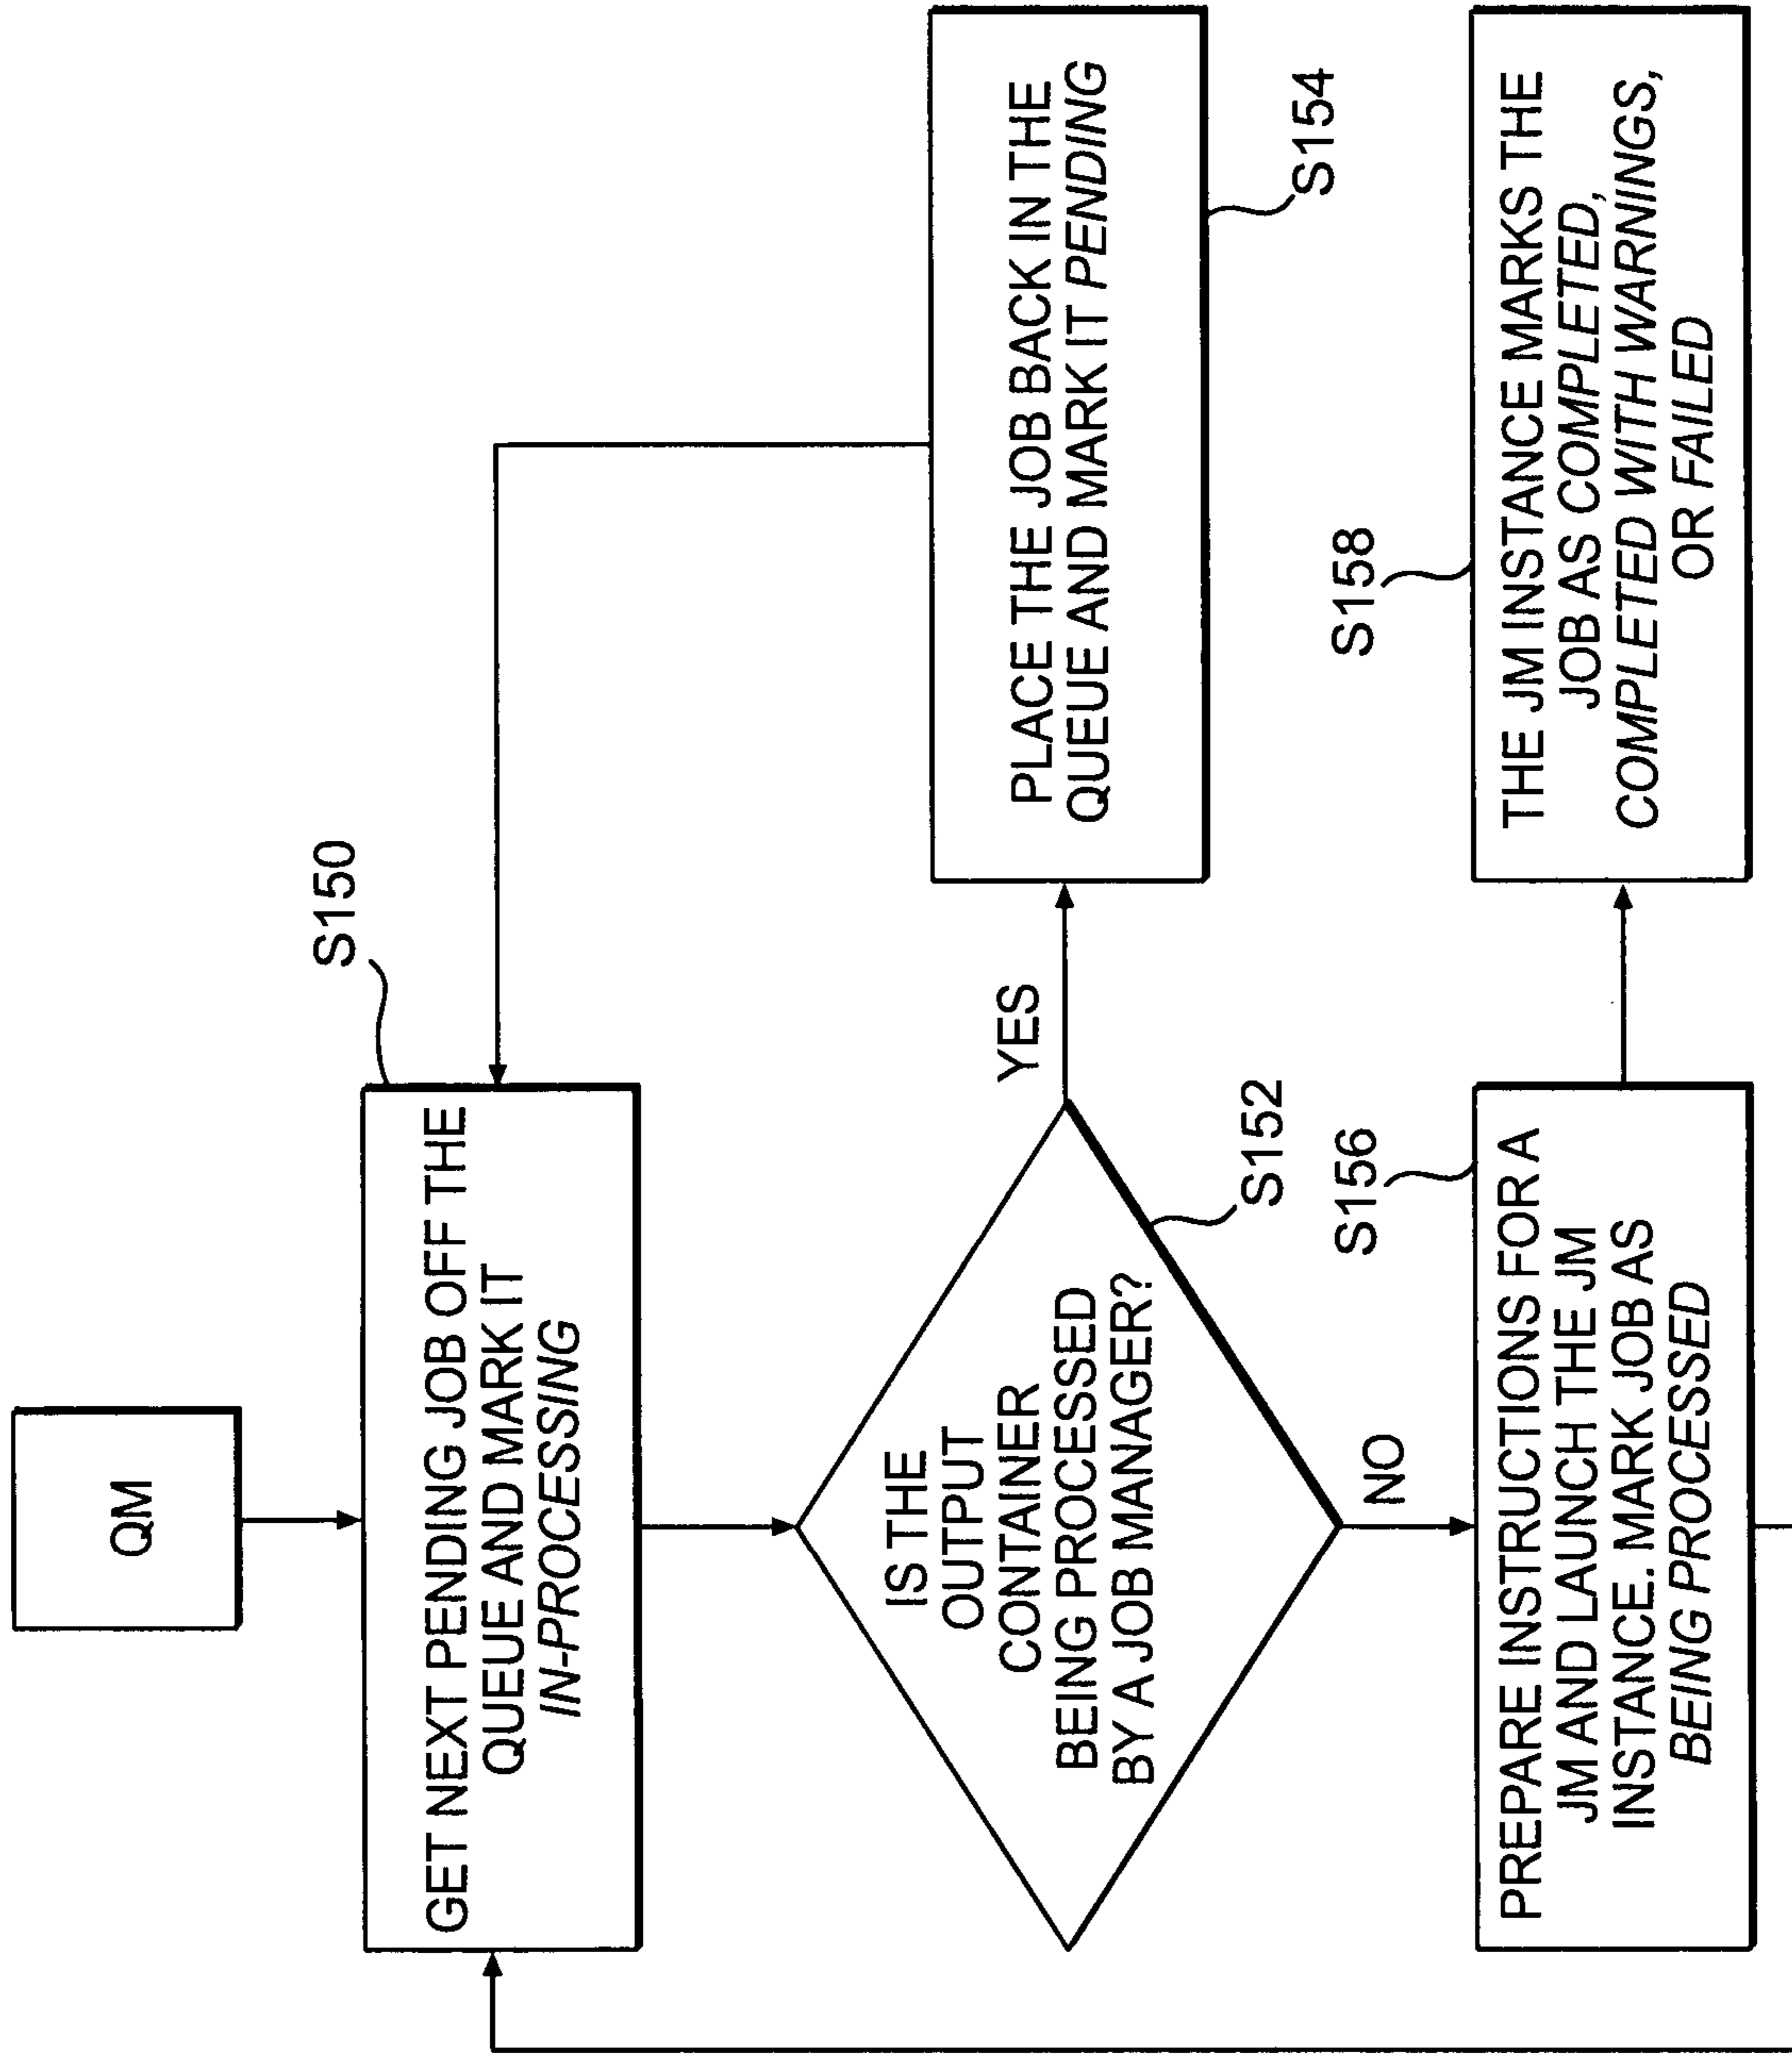 QM
S150
GET NEXT PENDING JOB OFF THE
QUEUE AND MARK IT
IN-PROCESSING
IS THE
OUTPUT
CONTAINER
BEING PROCESSED
BY A JOB MANAGER?
YES
S152
PLACE THE JOB BACK IN THE
QUEUE AND MARK IT PENDING
S154
NO
S156
PREPARE INSTRUCTIONS FOR A
JM AND LAUNCH THE JM
INSTANCE. MARK JOB AS
BEING PROCESSED
S158
THE JM INSTANCE MARKS THE
JOB AS COMPLETED,
COMPLETED WITH WARNINGS,
OR FAILED